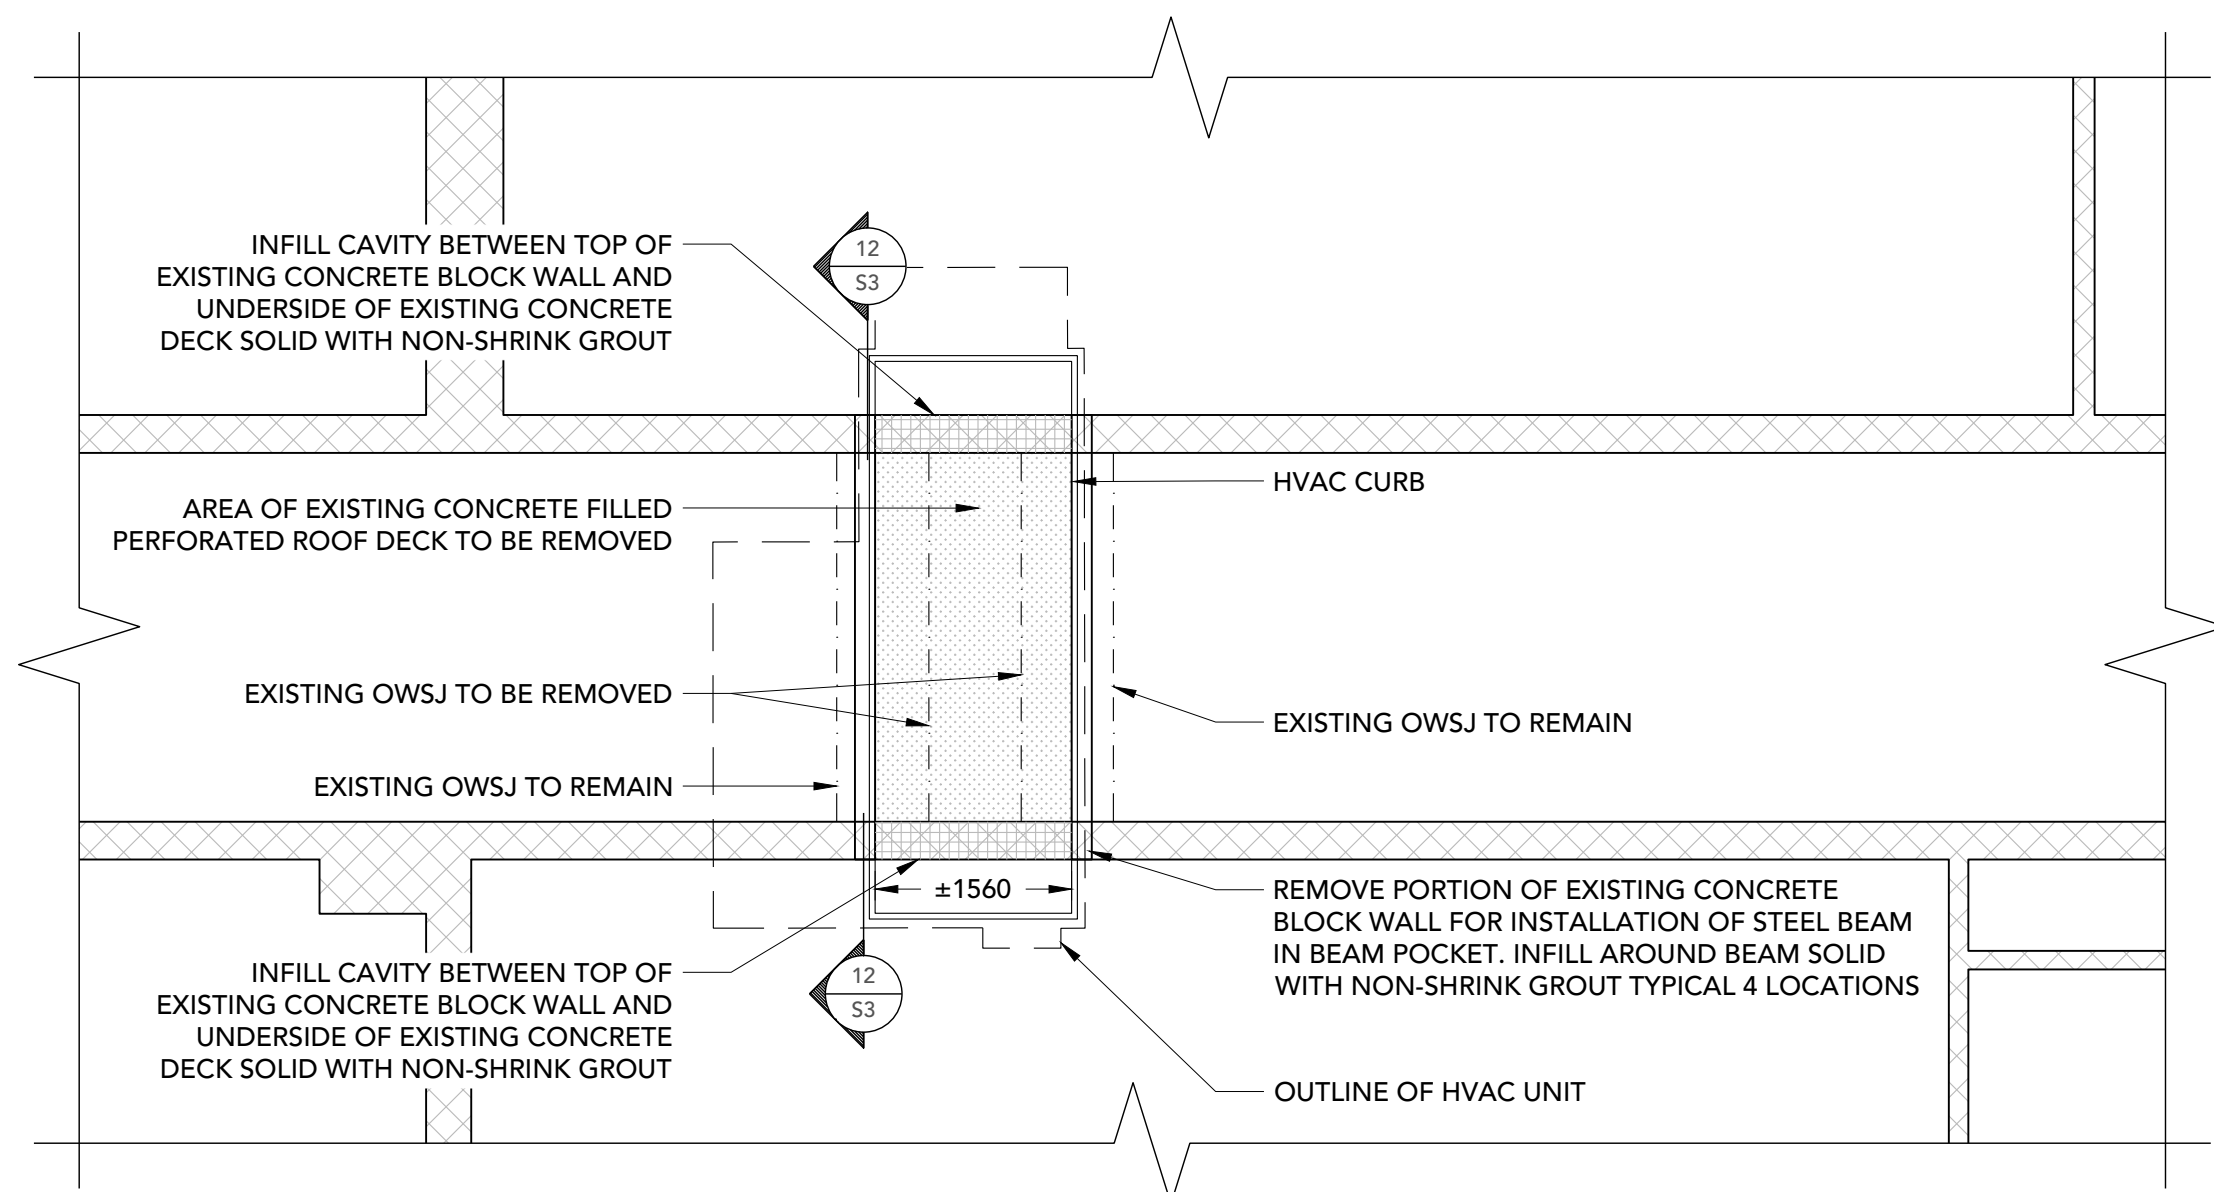 INFILL CAVITY BETWEEN TOP OF
EXISTING CONCRETE BLOCK WALL AND
UNDERSIDE OF EXISTING CONCRETE
DECK SOLID WITH NON-SHRINK GROUT
12
S3
AREA OF EXISTING CONCRETE FILLED
PERFORATED ROOF DECK TO BE REMOVED
HVAC CURB
EXISTING OWSJ TO BE REMOVED
EXISTING OWSJ TO REMAIN
EXISTING OWSJ TO REMAIN
±1560
REMOVE PORTION OF EXISTING CONCRETE
BLOCK WALL FOR INSTALLATION OF STEEL BEAM
IN BEAM POCKET. INFILL AROUND BEAM SOLID
WITH NON-SHRINK GROUT TYPICAL 4 LOCATIONS
INFILL CAVITY BETWEEN TOP OF
EXISTING CONCRETE BLOCK WALL AND
UNDERSIDE OF EXISTING CONCRETE
DECK SOLID WITH NON-SHRINK GROUT
12
S3
OUTLINE OF HVAC UNIT